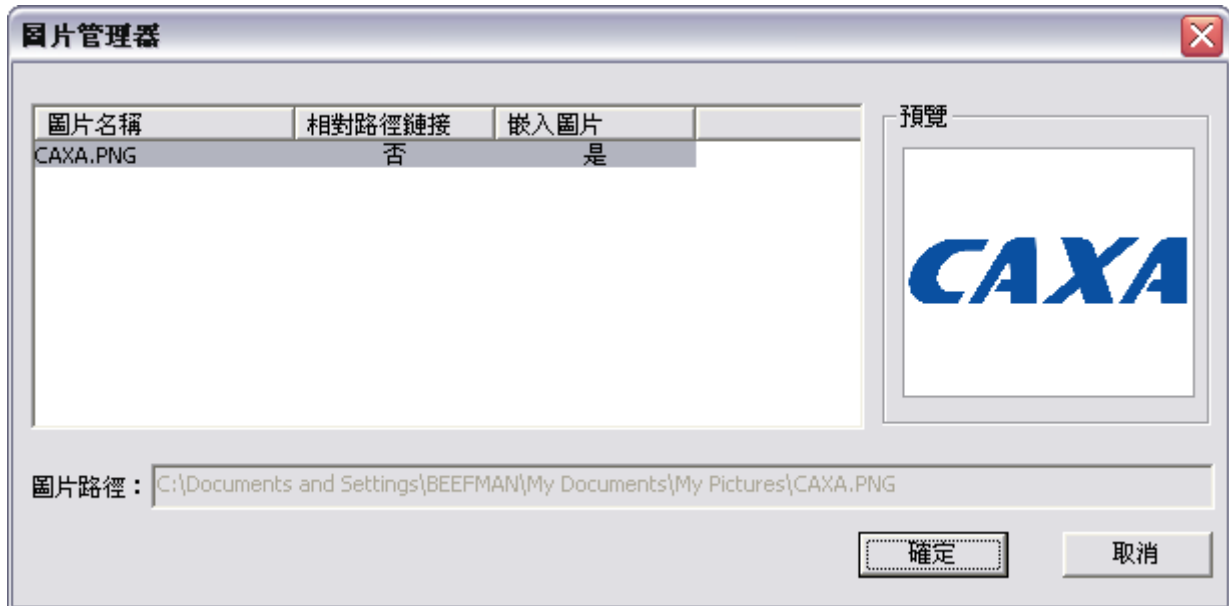 圖片管理器
圖片名稱 相對路徑鏈接 嵌入圖片
CAXA.PNG 否 是
預覽
CAXA
圖片路徑：C:\Documents and Settings\BEEFMAN\My Documents\My Pictures\CAXA.PNG
確定 取消